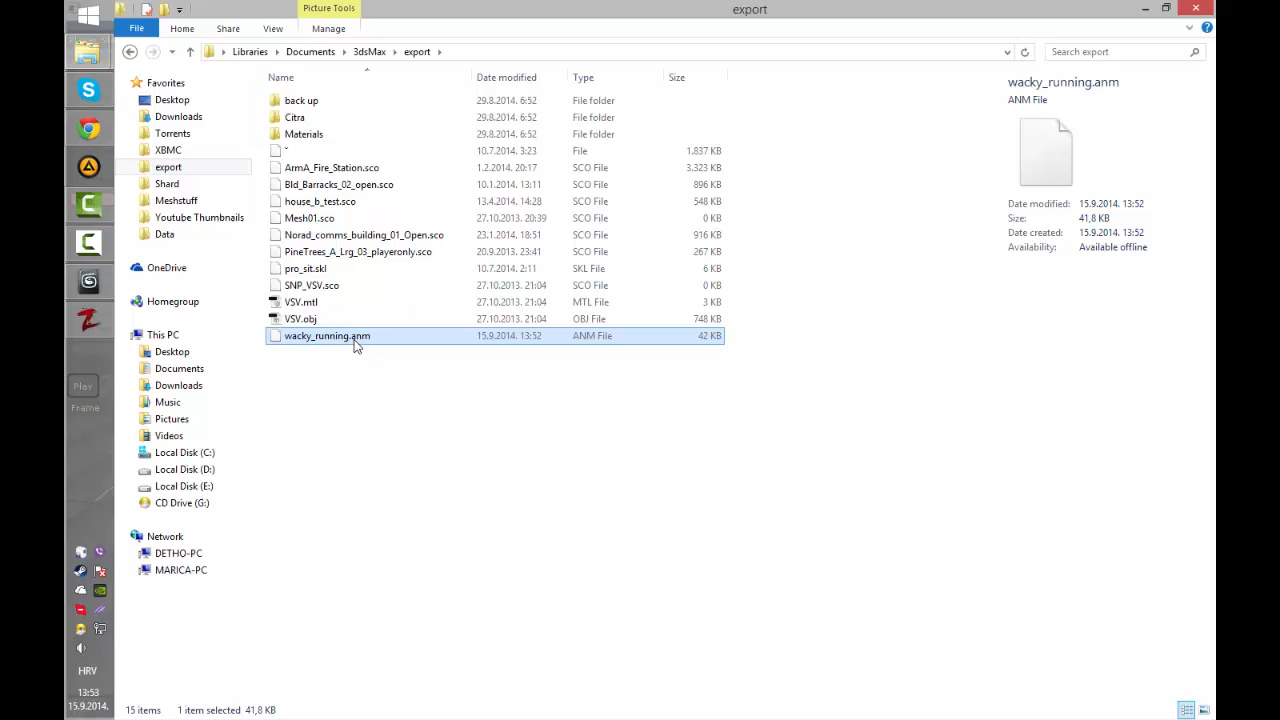 Picture Tools
export
File Home Share View Manage
Libraries Documents 3dsMax export
Search export
Name Date modified Type Size
back up 29.8.2014. 6:52 File folder
Citra 29.8.2014. 6:52 File folder
Materials 29.8.2014. 6:52 File folder
ˇ 10.7.2014. 3:23 File 1.837 KB
ArmA_Fire_Station.sco 1.2.2014. 20:17 SCO File 3.323 KB
Bld_Barracks_02_open.sco 10.1.2014. 13:11 SCO File 896 KB
house_b_test.sco 13.4.2014. 14:28 SCO File 548 KB
Mesh01.sco 27.10.2013. 20:39 SCO File 0 KB
Norad_comms_building_01_Open.sco 23.1.2014. 18:51 SCO File 916 KB
PineTrees_A_Lrg_03_playeronly.sco 20.9.2013. 23:41 SCO File 267 KB
pro_sit.skl 10.7.2014. 2:11 SKL File 6 KB
SNP_VSV.sco 27.10.2013. 21:04 SCO File 0 KB
VSV.mtl 27.10.2013. 21:04 MTL File 3 KB
VSV.obj 27.10.2013. 21:04 OBJ File 748 KB
wacky_running.anm 15.9.2014. 13:52 ANM File 42 KB
wacky_running.anm
ANM File
Date modified: 15.9.2014. 13:52
Size: 41,8 KB
Date created: 15.9.2014. 13:52
Availability: Available offline
Favorites
Desktop
Downloads
Torrents
XBMC
export
Shard
Meshstuff
Youtube Thumbnails
Data
OneDrive
Homegroup
This PC
Desktop
Documents
Downloads
Music
Pictures
Videos
Local Disk (C:)
Local Disk (D:)
Local Disk (E:)
CD Drive (G:)
Network
DETHO-PC
MARICA-PC
Play
Frame
HRV
13:53
15.9.2014.
15 items 1 item selected 41,8 KB